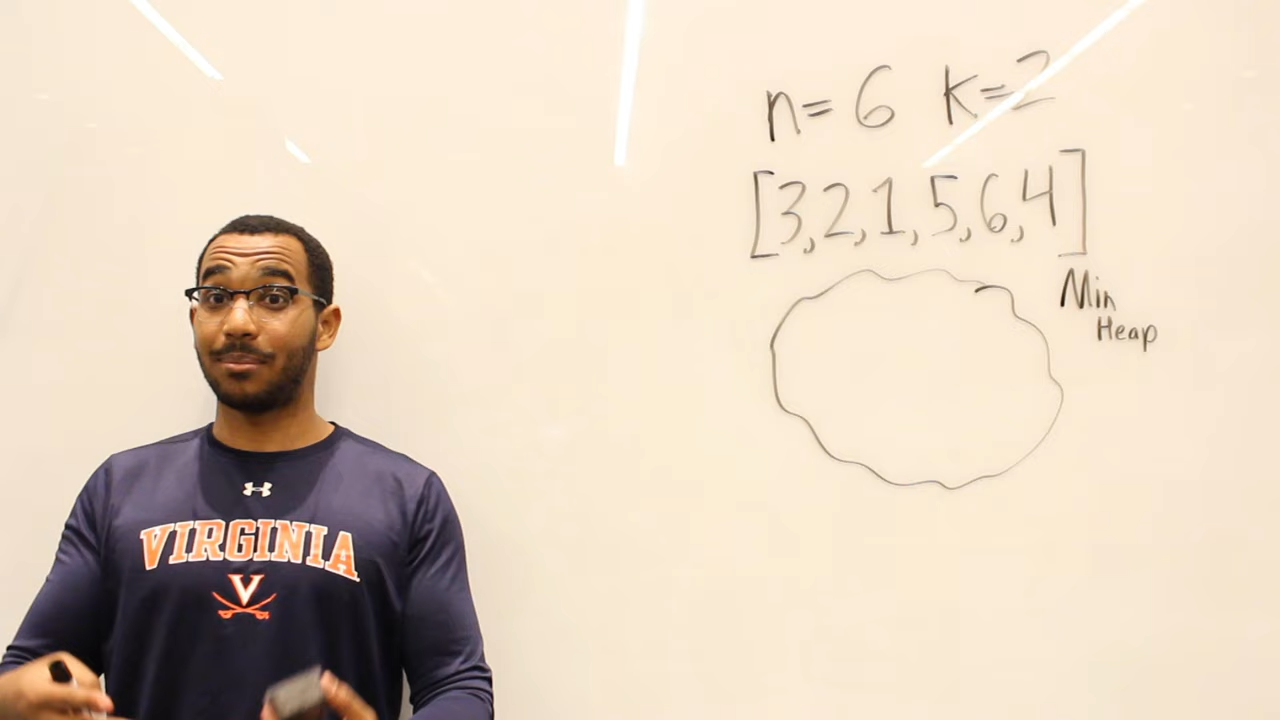 n= 6 k=2
[3,2,1,5,6,4]
Min
Heap
VIRGINIA
V